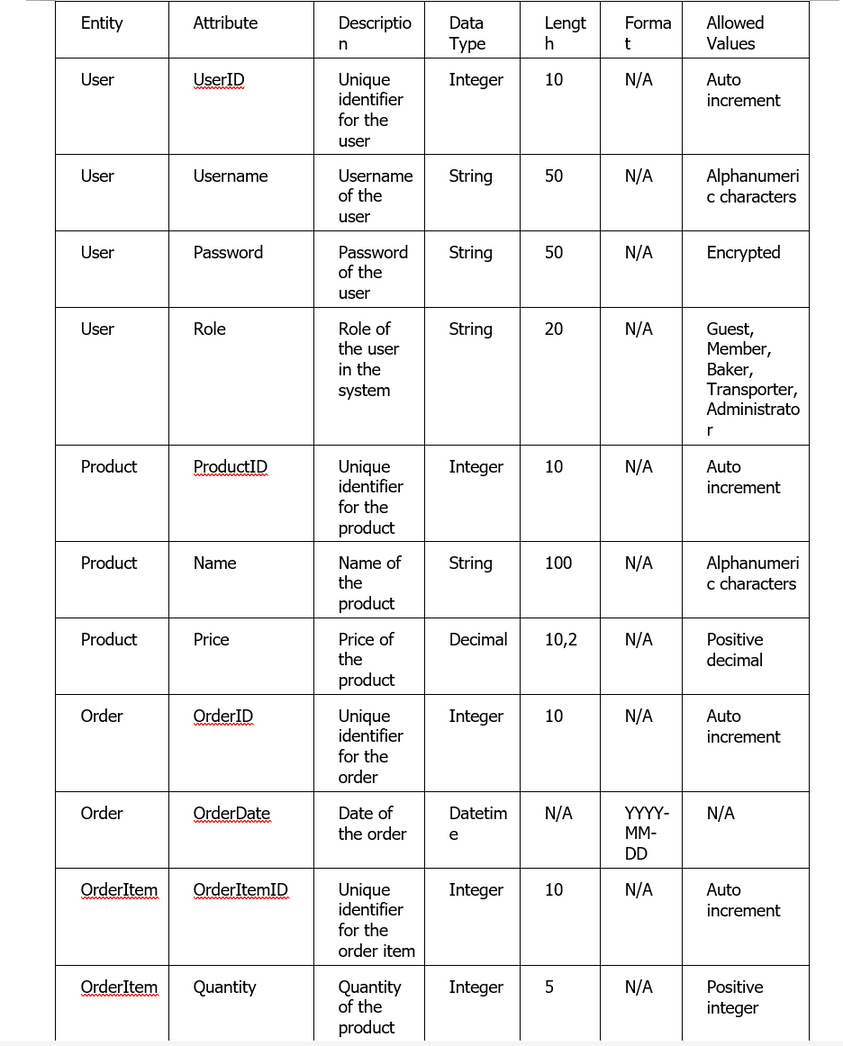 Entity Attribute Descriptio Data Lengt Forma Allowed
n Type h t Values
User UserID Unique Integer 10 N/A Auto
identifier increment
for the
user
User Username Username String 50 N/A Alphanumeri
of the c characters
user
User Password Password String 50 N/A Encrypted
of the
user
User Role Role of String 20 N/A Guest,
the user Member,
in the Baker,
system Transporter,
Administrato
r
Product ProductID Unique Integer 10 N/A Auto
identifier increment
for the
product
Product Name Name of String 100 N/A Alphanumeri
the c characters
product
Product Price Price of Decimal 10,2 N/A Positive
the decimal
product
Order OrderID Unique Integer 10 N/A Auto
identifier increment
for the
order
Order OrderDate Date of Datetim N/A YYYY- N/A
the order e MM-
DD
OrderItem OrderItemID Unique Integer 10 N/A Auto
identifier increment
for the
order item
OrderItem Quantity Quantity Integer 5 N/A Positive
of the integer
product